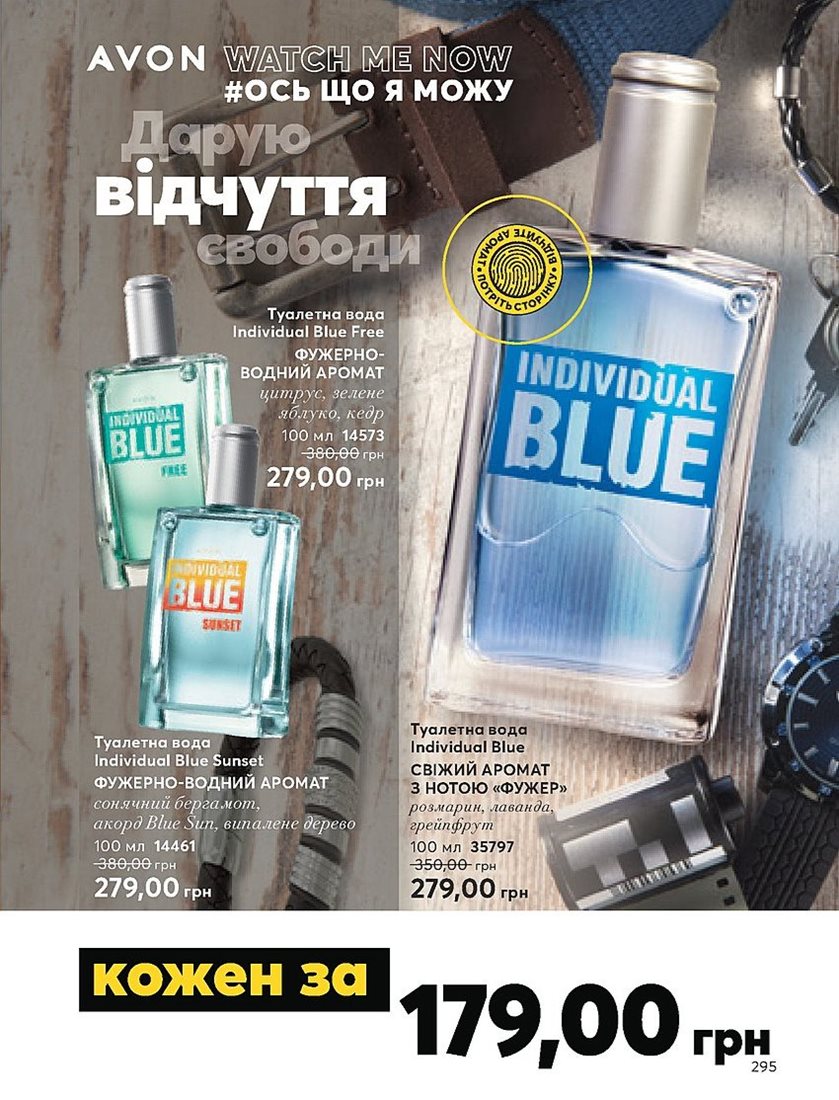 AVON WATCH ME NOW
#ОСЬ ЩО Я МОЖУ
Дарую
відчуття
свободи
ВІДЧУЙТЕ АРОМАТ • ПОТРІТЬ СТОРІНКУ •
Туалетна вода
Individual Blue Free
ФУЖЕРНО-
ВОДНИЙ АРОМАТ
цитрус, зелене
яблуко, кедр
100 мл 14573
380,00 грн
279,00 грн
INDIVIDUAL
BLUE
FREE
INDIVIDUAL
BLUE
SUNSET
INDIVIDUAL
BLUE
Туалетна вода
Individual Blue Sunset
ФУЖЕРНО-ВОДНИЙ АРОМАТ
сонячний бергамот,
акорд Blue Sun, випалене дерево
100 мл 14461
380,00 грн
279,00 грн
Туалетна вода
Individual Blue
СВІЖИЙ АРОМАТ
З НОТОЮ «ФУЖЕР»
розмарин, лаванда,
грейпфрут
100 мл 35797
350,00 грн
279,00 грн
кожен за
179,00 грн
295